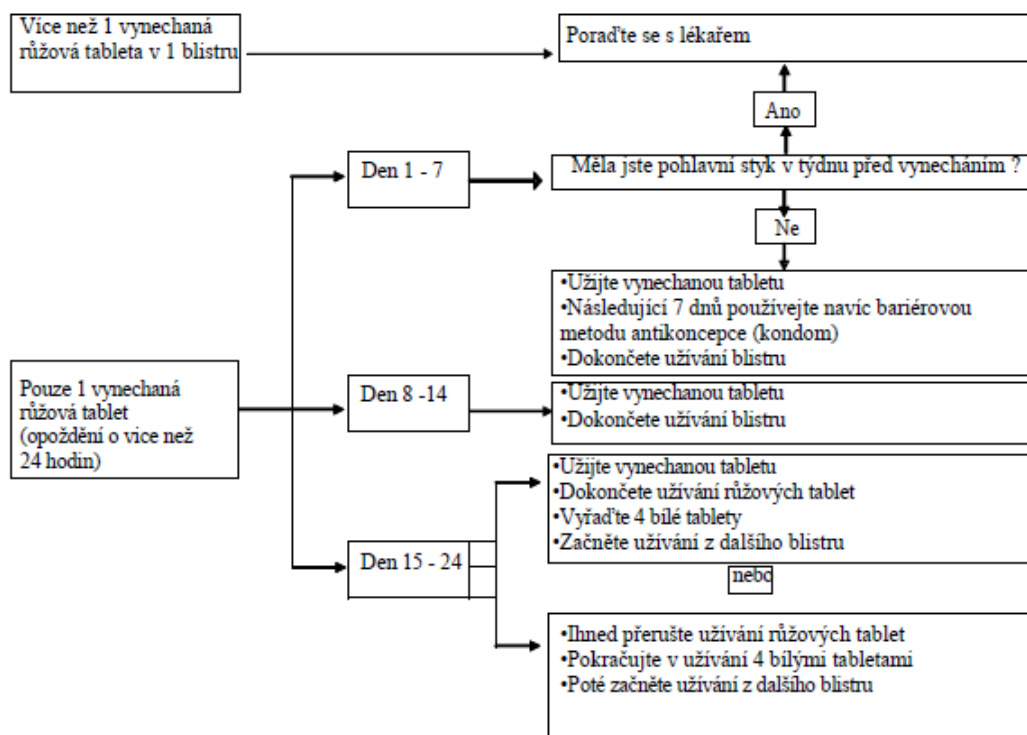 Více než 1 vynechaná
růžová tableta v 1 blistru
Poraďte se s lékařem
Ano
Den 1 - 7
Měla jste pohlavní styk v týdnu před vynecháním ?
Ne
•Užijte vynechanou tabletu
•Následující 7 dnů používejte navíc bariérovou
metodu antikoncepce (kondom)
•Dokončete užívání blistru
Pouze 1 vynechaná
růžová tablet
(opoždění o vice než
24 hodin)
Den 8 -14
•Užijte vynechanou tabletu
•Dokončete užívání blistru
Den 15 - 24
•Užijte vynechanou tabletu
•Dokončete užívání růžových tablet
•Vyřaďte 4 bílé tablety
•Začněte užívání z dalšího blistru
nebo
•Ihned přerušte užívání růžových tablet
•Pokračujte v užívání 4 bílými tabletami
•Poté začněte užívání z dalšího blistru